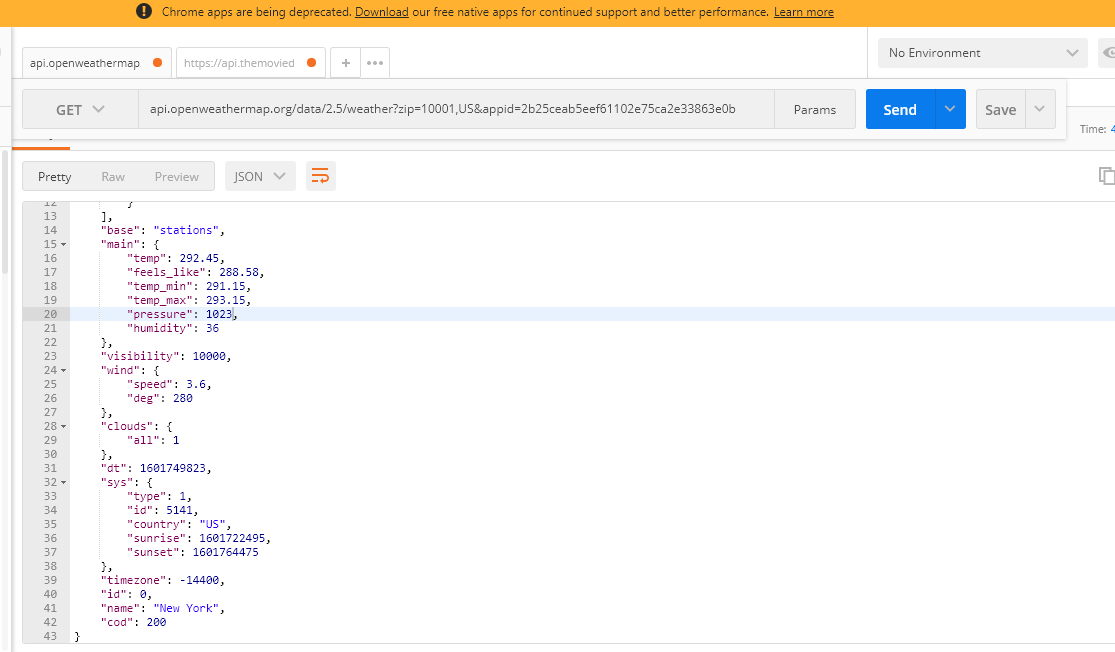 Chrome apps are being deprecated. Download our free native apps for continued support and better performance. Learn more
api.openweathermap
https://api.themovied
+
•••
No Environment
GET
api.openweathermap.org/data/2.5/weather?zip=10001,US&appid=2b25ceab5eef61102e75ca2e33863e0b
Params
Send
Save
Time: 4
Pretty Raw Preview JSON
12 }
13 ],
14 "base": "stations",
15 "main": {
16 "temp": 292.45,
17 "feels_like": 288.58,
18 "temp_min": 291.15,
19 "temp_max": 293.15,
20 "pressure": 1023,
21 "humidity": 36
22 },
23 "visibility": 10000,
24 "wind": {
25 "speed": 3.6,
26 "deg": 280
27 },
28 "clouds": {
29 "all": 1
30 },
31 "dt": 1601749823,
32 "sys": {
33 "type": 1,
34 "id": 5141,
35 "country": "US",
36 "sunrise": 1601722495,
37 "sunset": 1601764475
38 },
39 "timezone": -14400,
40 "id": 0,
41 "name": "New York",
42 "cod": 200
43 }